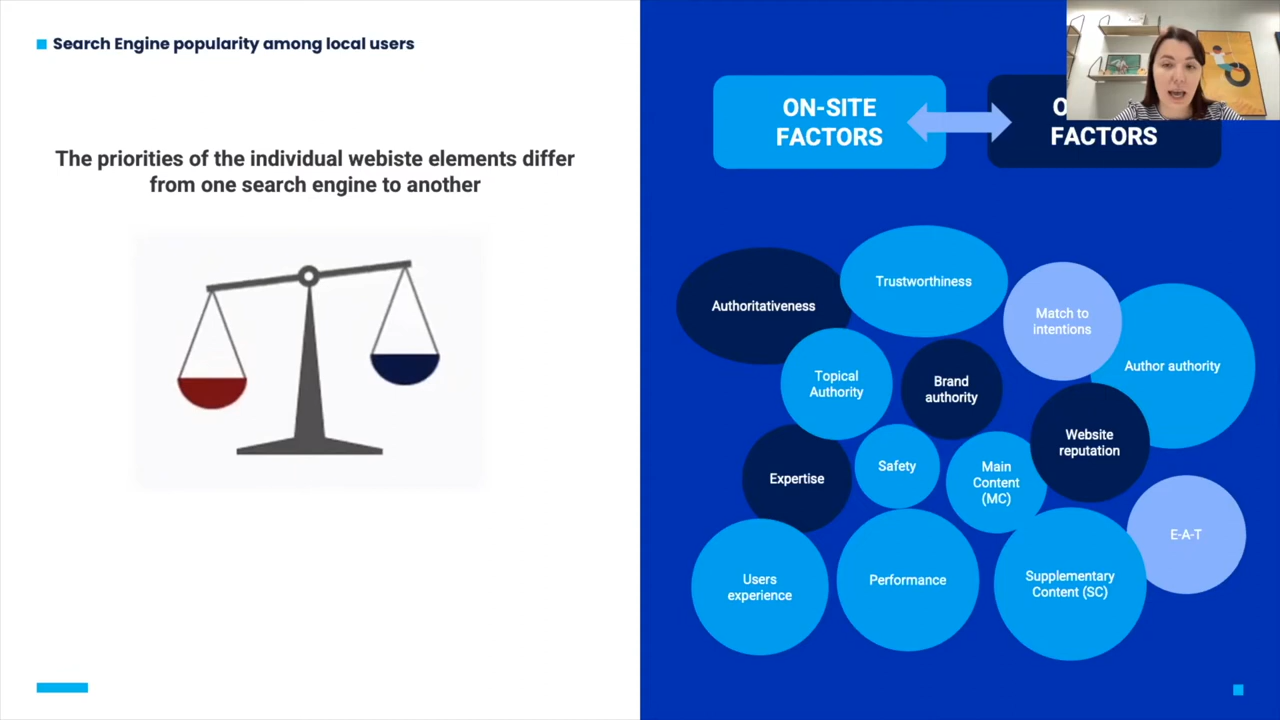 Search Engine popularity among local users
The priorities of the individual webiste elements differ
from one search engine to another
ON-SITE
FACTORS
FACTORS
Authoritativeness
Trustworthiness
Match to
intentions
Author authority
Topical
Authority
Brand
authority
Website
reputation
Expertise
Safety
Main
Content
(MC)
E-A-T
Users
experience
Performance
Supplementary
Content (SC)